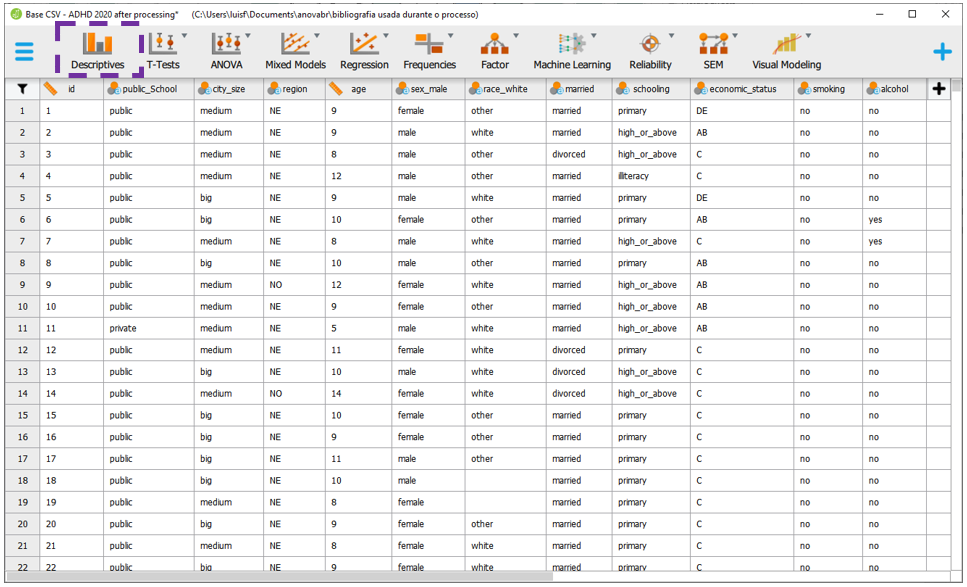 Base CSV - ADHD 2020 after processing* (C:\Users\luisf\Documents\anovabr\bibliografia usada durante o processo)
Descriptives T-Tests ANOVA Mixed Models Regression Frequencies Factor Machine Learning Reliability SEM Visual Modeling
id public_School city_size region age sex_male race_white married schooling economic_status smoking alcohol
1 1 public medium NE 9 female other married primary DE no no
2 2 public medium NE 9 male white married high_or_above AB no no
3 3 public medium NE 8 male other divorced high_or_above C no no
4 4 public medium NE 12 male other married illiteracy C no no
5 5 public big NE 9 male white married primary DE no no
6 6 public big NE 10 female other married primary AB no yes
7 7 public medium NE 8 male white married high_or_above C no yes
8 8 public big NE 10 male other married primary AB no no
9 9 public medium NO 12 female white married high_or_above AB no no
10 10 public medium NE 9 female other married high_or_above AB no no
11 11 private medium NE 5 male white married high_or_above AB no no
12 12 public medium NE 11 female white divorced primary C no no
13 13 public big NE 10 male white divorced high_or_above C no no
14 14 public medium NO 14 female white divorced high_or_above C no no
15 15 public big NE 10 female other married primary C no no
16 16 public big NE 9 female other married primary C no no
17 17 public big NE 11 male other married primary C no no
18 18 public big NE 10 male married primary C no no
19 19 public medium NE 8 female married primary C no no
20 20 public big NE 9 female other married primary C no no
21 21 public medium NE 8 female white married primary C no no
22 22 public big NE 9 female white married primary C no no